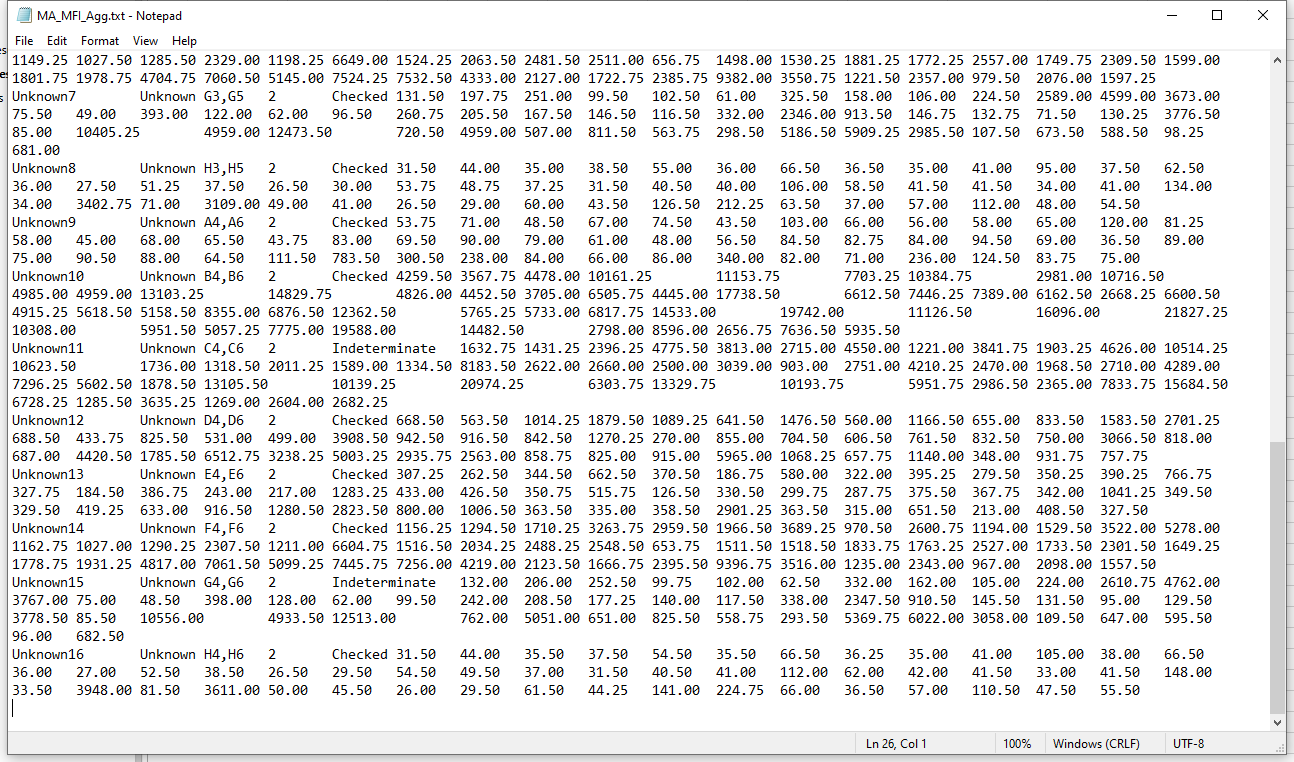 MA_MFI_Agg.txt - Notepad
File Edit Format View Help
1149.25 1027.50 1285.50 2329.00 1198.25 6649.00 1524.25 2063.50 2481.50 2511.00 656.75 1498.00 1530.25 1881.25 1772.25 2557.00 1749.75 2309.50 1599.00
1801.75 1978.75 4704.75 7060.50 5145.00 7524.25 7532.50 4333.00 2127.00 1722.75 2385.75 9382.00 3550.75 1221.50 2357.00 979.50 2076.00 1597.25
Unknown7 Unknown G3,G5 2 Checked 131.50 197.75 251.00 99.50 102.50 61.00 325.50 158.00 106.00 224.50 2589.00 4599.00 3673.00
75.50 49.00 393.00 122.00 62.00 96.50 260.75 205.50 167.50 146.50 116.00 332.00 2346.00 913.50 146.75 132.75 71.50 130.25 3776.50
85.00 10405.25 4959.00 12473.50 720.50 4959.00 507.00 811.50 563.75 298.50 5186.50 5909.25 2985.50 107.50 673.50 588.50 98.25
681.00
Unknown8 Unknown H3,H5 2 Checked 31.50 44.00 35.00 38.50 55.00 36.00 66.50 36.50 35.00 41.00 95.00 37.50 62.50
36.00 27.50 51.25 37.50 26.50 30.00 53.75 48.75 37.25 31.50 40.50 40.00 106.00 58.50 41.50 41.50 34.00 41.00 134.00
34.00 3402.75 71.00 3109.00 49.00 41.00 26.50 29.00 60.00 43.50 126.50 212.25 63.50 37.00 57.00 112.00 48.00 54.50
Unknown9 Unknown A4,A6 2 Checked 53.75 71.00 48.50 67.00 74.50 43.50 103.00 66.00 56.00 58.00 65.00 120.00 81.25
58.00 45.00 68.00 65.50 43.75 83.00 69.50 90.00 79.00 61.00 48.00 56.50 84.50 82.75 84.00 94.50 69.00 36.50 89.00
75.00 90.50 88.00 64.50 111.50 783.50 300.50 238.00 84.00 66.00 86.00 340.00 82.00 71.00 236.00 124.50 83.75 75.00
Unknown10 Unknown B4,B6 2 Checked 4259.50 3567.75 4478.00 10161.25 11153.75 7703.25 10384.75 2981.00 10716.50
4985.00 4959.00 13103.25 14829.75 4826.00 4452.50 3705.00 6505.75 4445.00 17738.50 6612.50 7446.25 7389.00 6162.50 2668.25 6600.50
4915.25 5618.50 5158.50 8355.00 6876.50 12362.50 5765.25 5733.00 6817.75 14533.00 19742.00 11126.50 16096.00 21827.25
10308.00 5951.50 5057.25 7775.00 19588.00 14482.50 2798.00 8596.00 2656.75 7636.50 5935.50
Unknown11 Unknown C4,C6 2 Indeterminate 1632.75 1431.25 2396.25 4775.50 3813.00 2715.00 4550.00 1221.00 3841.75 1903.25 4626.00 10514.25
10623.50 1736.00 1318.50 2011.25 1589.00 1334.50 8183.50 2622.00 2660.00 2500.00 3039.00 903.00 2751.00 4210.25 2470.00 1968.50 2710.00 4289.00
7296.25 5602.50 1878.50 13105.50 10139.25 20974.25 6303.75 13329.75 10193.75 5951.75 2986.50 2365.00 7833.75 15684.50
6728.25 1285.50 3635.25 1269.00 2604.00 2682.25
Unknown12 Unknown D4,D6 2 Checked 668.50 563.50 1014.25 1879.50 1089.25 641.50 1476.50 560.00 1166.50 655.00 833.50 1583.50 2701.25
688.50 433.75 825.50 531.00 499.00 3908.50 942.50 916.50 842.50 1270.25 270.00 855.00 704.50 606.50 761.50 832.50 750.00 3066.50 818.00
687.00 4420.50 1785.50 6512.75 3238.25 5003.25 2935.75 2563.00 858.75 825.00 915.00 5965.00 1068.25 657.75 1140.00 348.00 931.75 757.75
Unknown13 Unknown E4,E6 2 Checked 307.25 262.50 344.50 662.50 370.50 186.75 580.00 322.00 395.25 279.50 350.25 390.25 766.75
327.75 184.50 386.75 243.00 217.00 1283.25 433.00 426.50 350.75 515.75 126.50 330.50 299.75 287.75 375.50 367.75 342.00 1041.25 349.50
329.50 419.25 633.00 916.50 1280.50 2823.50 800.00 1006.50 363.50 335.00 358.50 2901.25 363.50 315.00 651.50 213.00 408.50 327.50
Unknown14 Unknown F4,F6 2 Checked 1156.25 1294.50 1710.25 3263.75 2959.50 1966.50 3689.25 970.50 2600.75 1194.00 1529.50 3522.00 5278.00
1162.75 1027.00 1290.25 2307.50 1211.00 6604.75 1516.50 2034.25 2488.25 2548.50 653.75 1511.50 1518.50 1833.75 1763.25 2527.00 1733.50 2301.50 1649.25
1778.75 1931.25 4817.00 7061.50 5099.25 7445.75 7256.00 4219.00 2123.50 1666.75 2395.50 9396.75 3516.00 1235.00 2343.00 967.00 2098.00 1557.50
Unknown15 Unknown G4,G6 2 Indeterminate 132.00 206.00 252.50 99.75 102.00 62.50 332.00 162.00 105.00 224.00 2610.75 4762.00
3767.00 75.00 48.50 398.00 128.00 62.00 99.50 242.00 208.50 177.25 140.00 117.50 338.00 2347.50 910.50 145.50 131.50 95.00 129.50
3778.50 85.50 10556.00 4933.50 12513.00 762.00 5051.00 651.00 825.50 558.75 293.50 5369.75 6022.00 3058.00 109.50 647.00 595.50
96.00 682.50
Unknown16 Unknown H4,H6 2 Checked 31.50 44.00 35.50 37.50 54.50 35.50 66.50 36.25 35.00 41.00 105.00 38.00 66.50
36.00 27.00 52.50 38.50 26.50 29.50 54.50 49.50 37.00 31.50 40.50 41.00 112.00 62.00 42.00 41.50 33.00 41.50 148.00
33.50 3948.00 81.50 3611.00 50.00 45.50 26.00 29.50 61.50 44.25 141.00 224.75 66.00 36.50 57.00 110.50 47.50 55.50
Ln 26, Col 1 100% Windows (CRLF) UTF-8